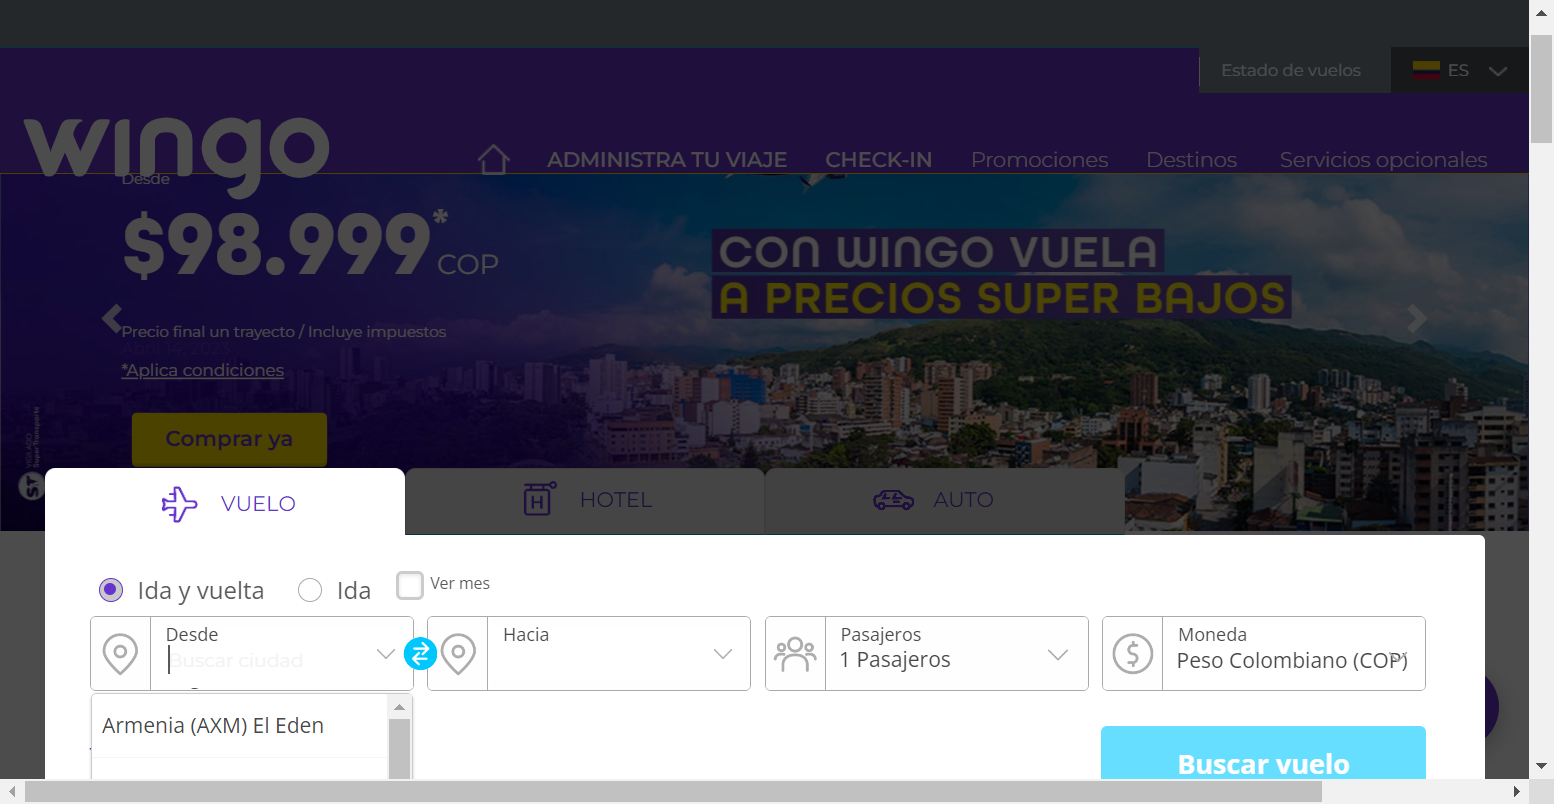 Estado de vuelos
ES
wingo
ADMINISTRA TU VIAJE
CHECK-IN
Promociones
Destinos
Servicios opcionales
Desde
$98.999*
COP
CON WINGO VUELA
A PRECIOS SUPER BAJOS
Precio final un trayecto / Incluye impuestos
*Aplica condiciones
Comprar ya
VIGILADO
SuperTransporte
ST
VUELO
HOTEL
AUTO
Ida y vuelta
Ida
Ver mes
Desde
Buscar ciudad
Hacia
Pasajeros
1 Pasajeros
Moneda
Peso Colombiano (COP)
Armenia (AXM) El Eden
Buscar vuelo